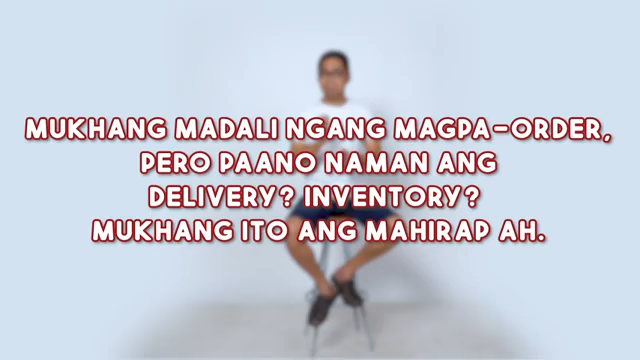 MUKHANG MADALI NGANG MAGPA-ORDER,
PERO PAANO NAMAN ANG
DELIVERY? INVENTORY?
MUKHANG ITO ANG MAHIRAP AH.